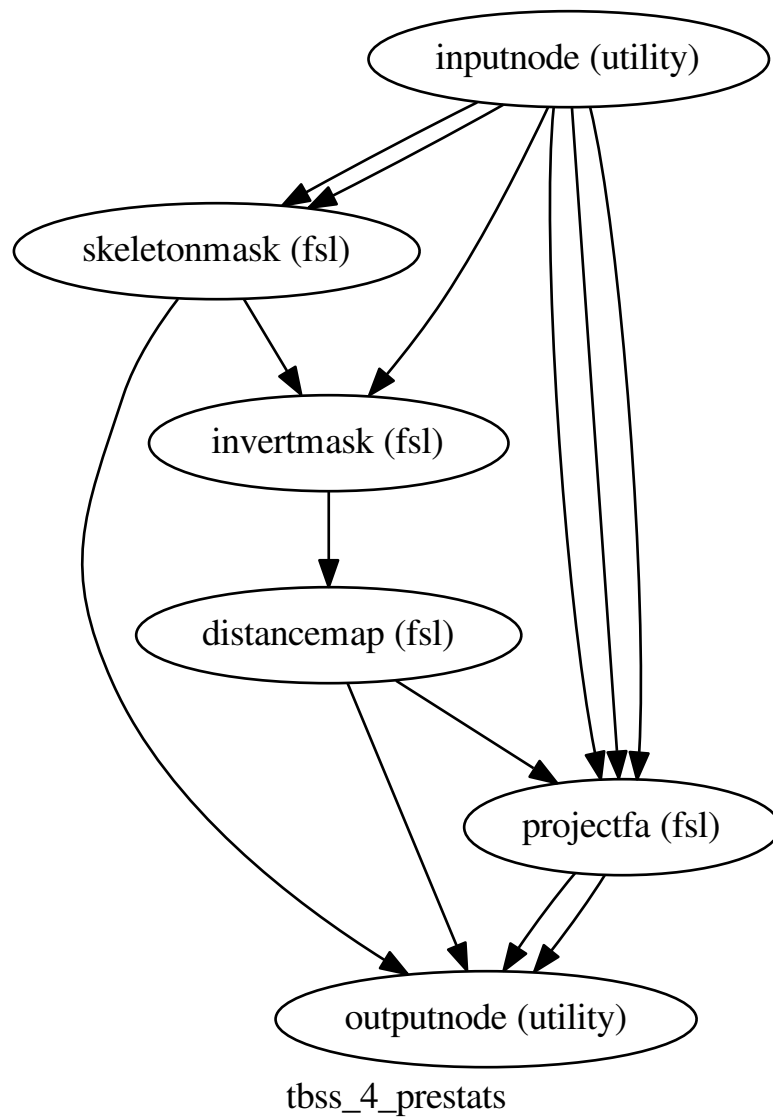 inputnode (utility)
skeletonmask (fsl)
invertmask (fsl)
distancemap (fsl)
projectfa (fsl)
outputnode (utility)
tbss_4_prestats